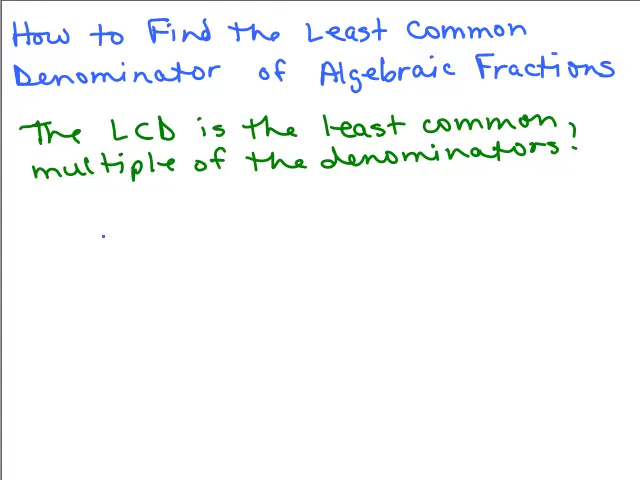 How to Find the Least Common
Denominator of Algebraic Fractions
The LCD is the least common
multiple of the denominators!